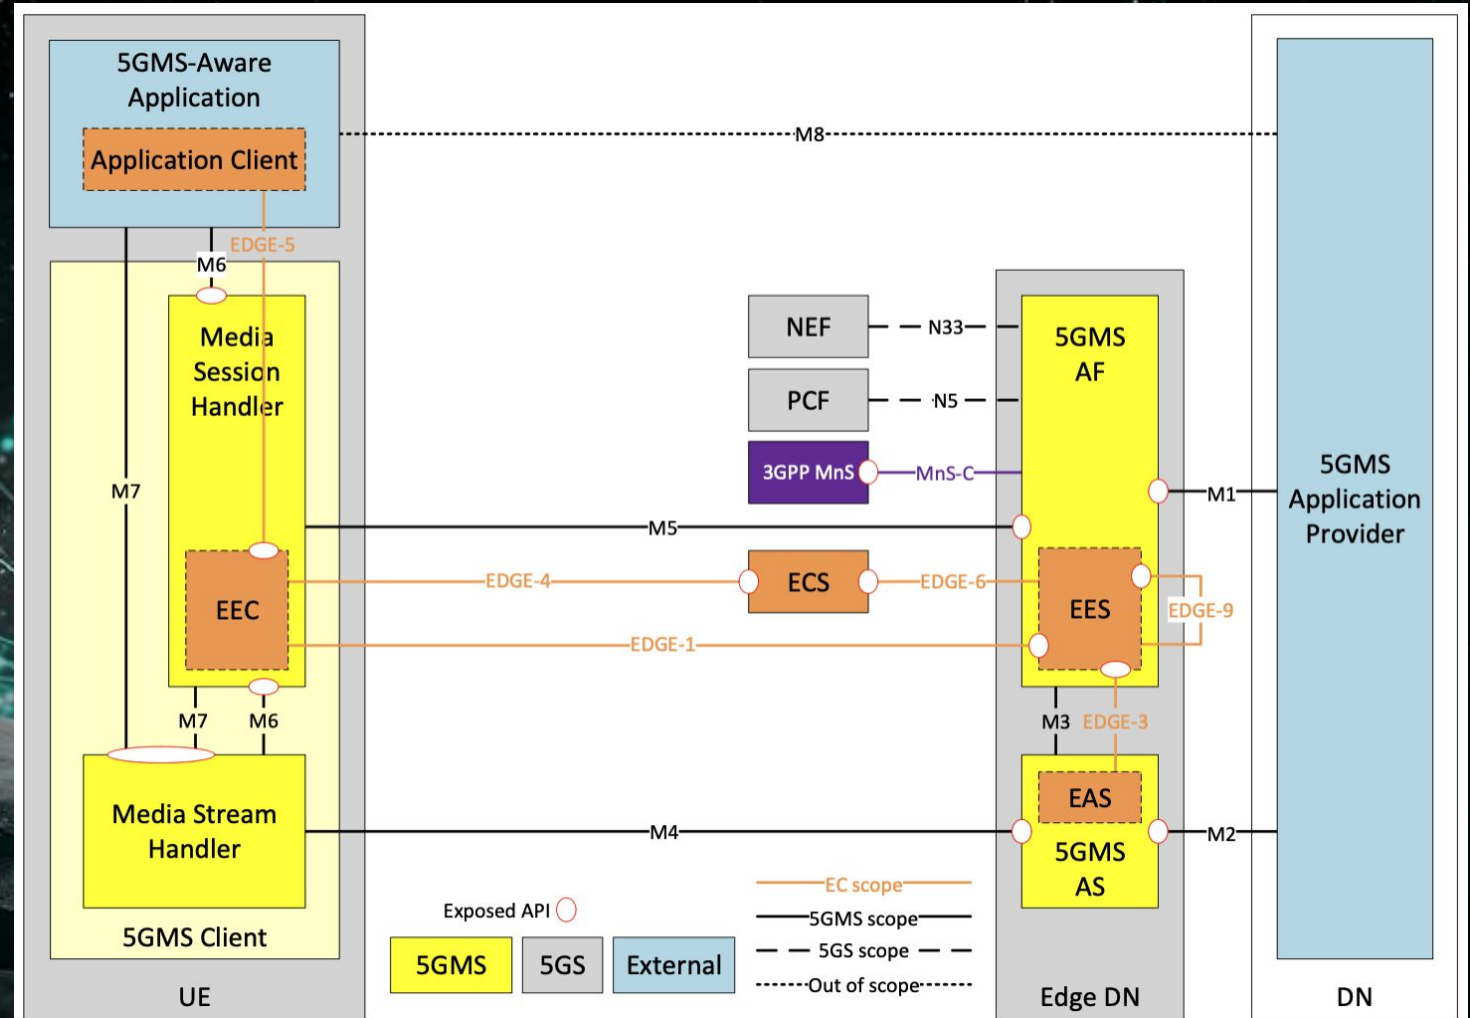 5GMS-Aware
Application
Application Client
M8
EDGE-5
M6
Media
Session
Handler
NEF
N33
5GMS
AF
PCF
N5
3GPP MnS
MnS-C
5GMS
Application
Provider
M7
M1
M5
EEC
EDGE-4
ECS
EDGE-6
EES
EDGE-9
EDGE-1
M7
M6
M3
EDGE-3
Media Stream
Handler
M4
EAS
5GMS
AS
M2
5GMS Client
UE
Exposed API
5GMS
5GS
External
EC scope
5GMS scope
5GS scope
Out of scope
Edge DN
DN